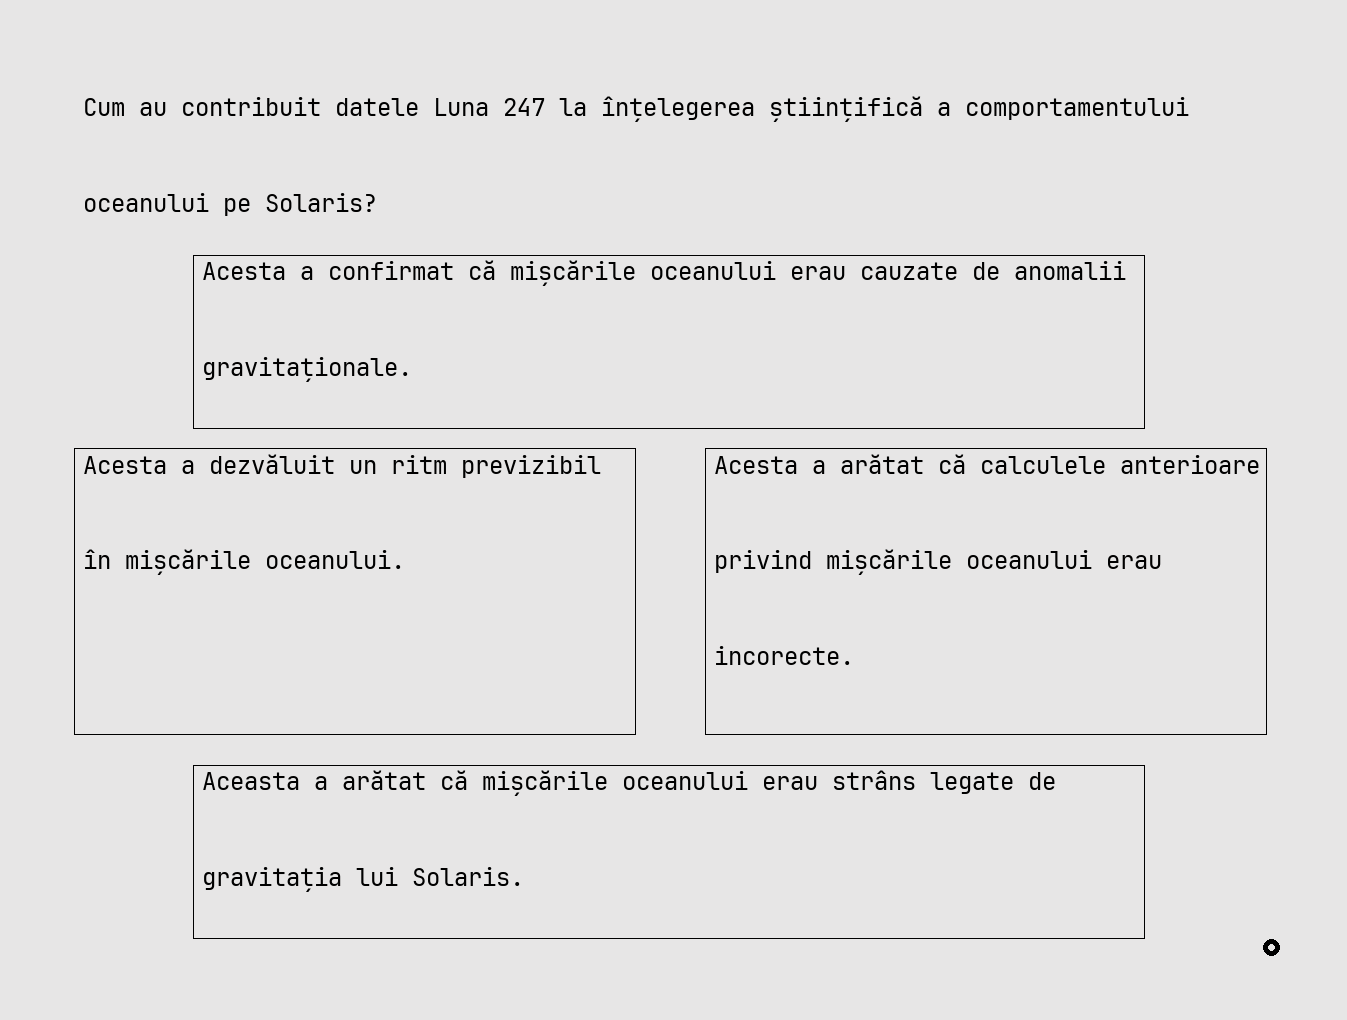 Cum au contribuit datele Luna 247 la înțelegerea științifică a comportamentului
oceanului pe Solaris?
Acesta a confirmat că mișcările oceanului erau cauzate de anomalii
gravitaționale.
Acesta a dezvăluit un ritm previzibil
în mișcările oceanului.
Acesta a arătat că calculele anterioare
privind mișcările oceanului erau
incorecte.
Aceasta a arătat că mișcările oceanului erau strâns legate de
gravitația lui Solaris.